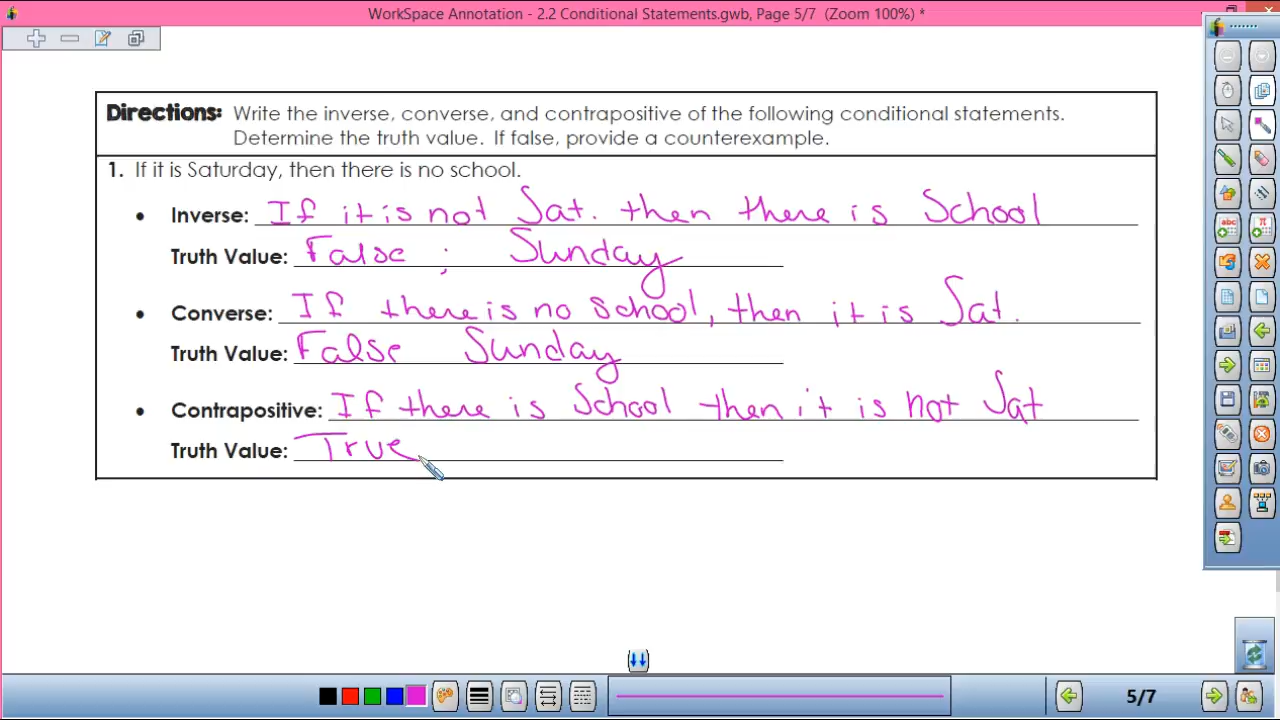 WorkSpace Annotation - 2.2 Conditional Statements.gwb, Page 5/7 (Zoom 100%) *
Directions: Write the inverse, converse, and contrapositive of the following conditional statements.
Determine the truth value. If false, provide a counterexample.
1. If it is Saturday, then there is no school.
• Inverse: If it is not Sat. then there is School
Truth Value: False ; Sunday
• Converse: If there is no school, then it is Sat.
Truth Value: False Sunday
• Contrapositive: If there is School then it is not Sat
Truth Value: True
abc
π
5/7